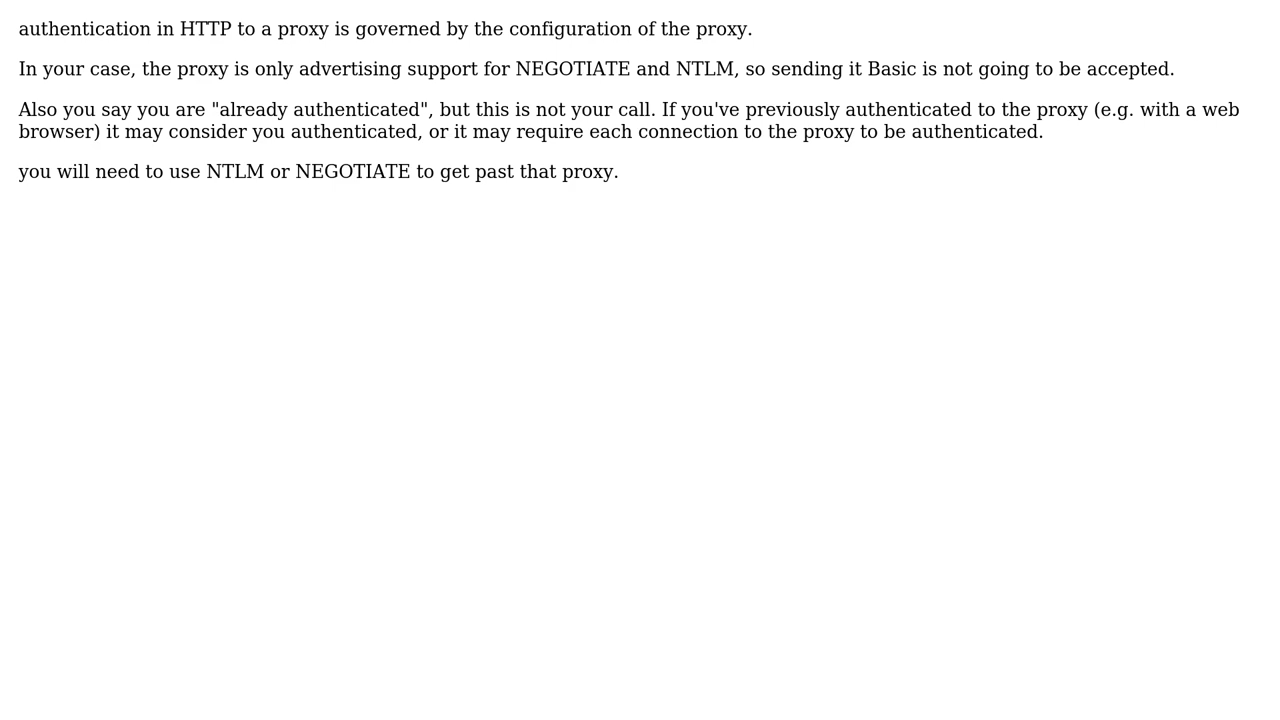 authentication in HTTP to a proxy is governed by the configuration of the proxy.
In your case, the proxy is only advertising support for NEGOTIATE and NTLM, so sending it Basic is not going to be accepted.
Also you say you are "already authenticated", but this is not your call. If you've previously authenticated to the proxy (e.g. with a web
browser) it may consider you authenticated, or it may require each connection to the proxy to be authenticated.
you will need to use NTLM or NEGOTIATE to get past that proxy.